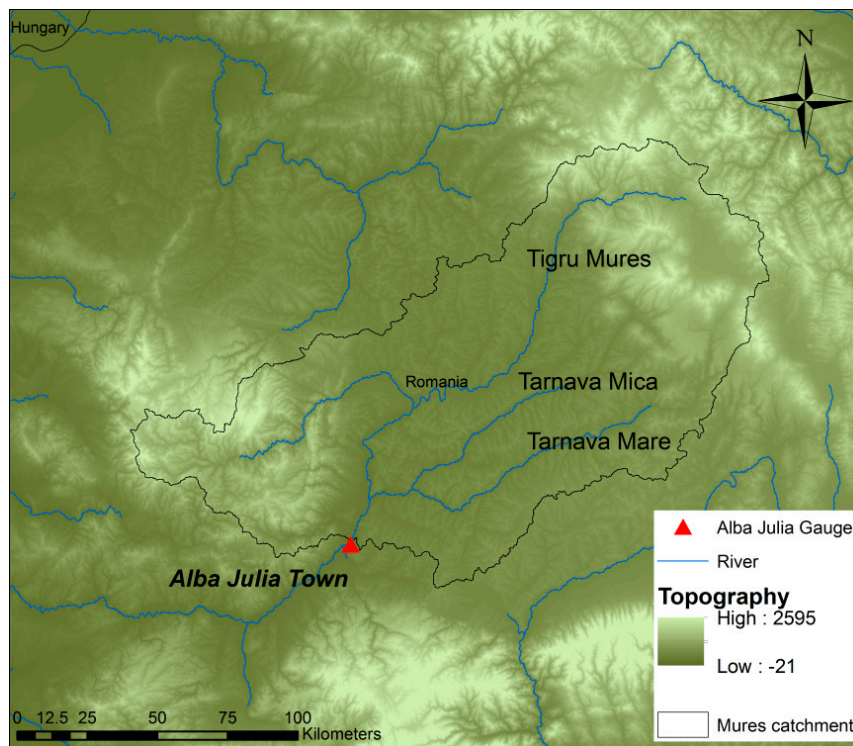 Hungary
N
Tigru Mures
Romania
Tarnava Mica
Tarnava Mare
Alba Julia Town
Alba Julia Gauge
River
Topography
High : 2595
Low : -21
Mures catchment
0 12.5 25 50 75 100
Kilometers